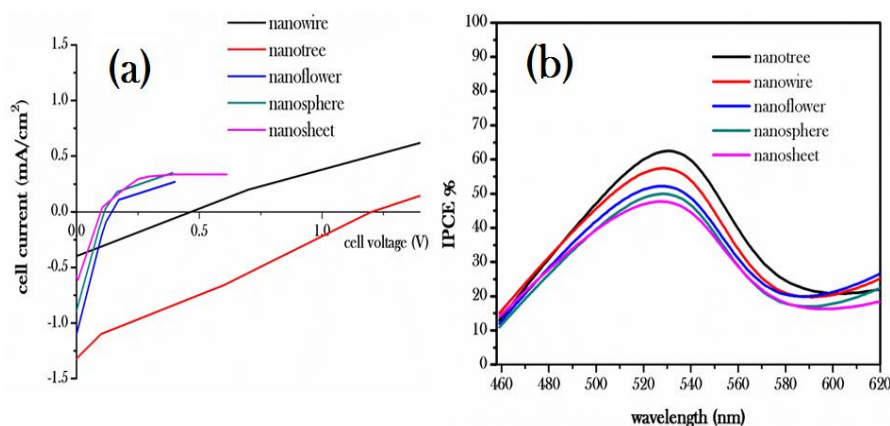 (a)
nanowire
nanotree
nanoflower
nanosphere
nanosheet
cell current (mA/cm²)
1.5
1.0
0.5
0.0
-0.5
-1.0
-1.5
0.0 0.5 1.0
cell voltage (V)
(b)
nanotree
nanowire
nanoflower
nanosphere
nanosheet
IPCE %
100
90
80
70
60
50
40
30
20
10
0
460 480 500 520 540 560 580 600 620
wavelength (nm)